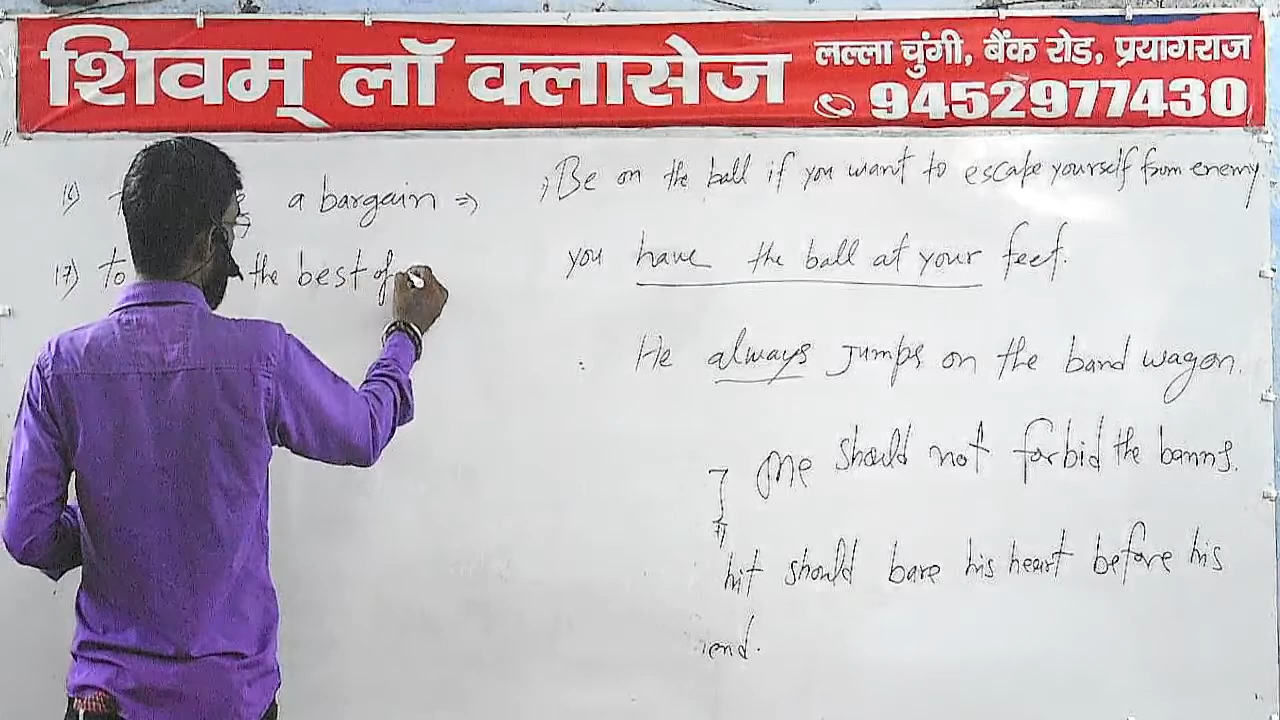 शिवम् लॉ क्लासेज
लल्ला चुंगी, बैंक रोड, प्रयागराज
9452977430
16) a bargain ⇒
17) to the best of
Be on the ball if you want to escape yourself from enemy.
you have the ball at your feet.
He always Jumps on the band wagon.
One should not forbid the banns.
should bare his heart before his